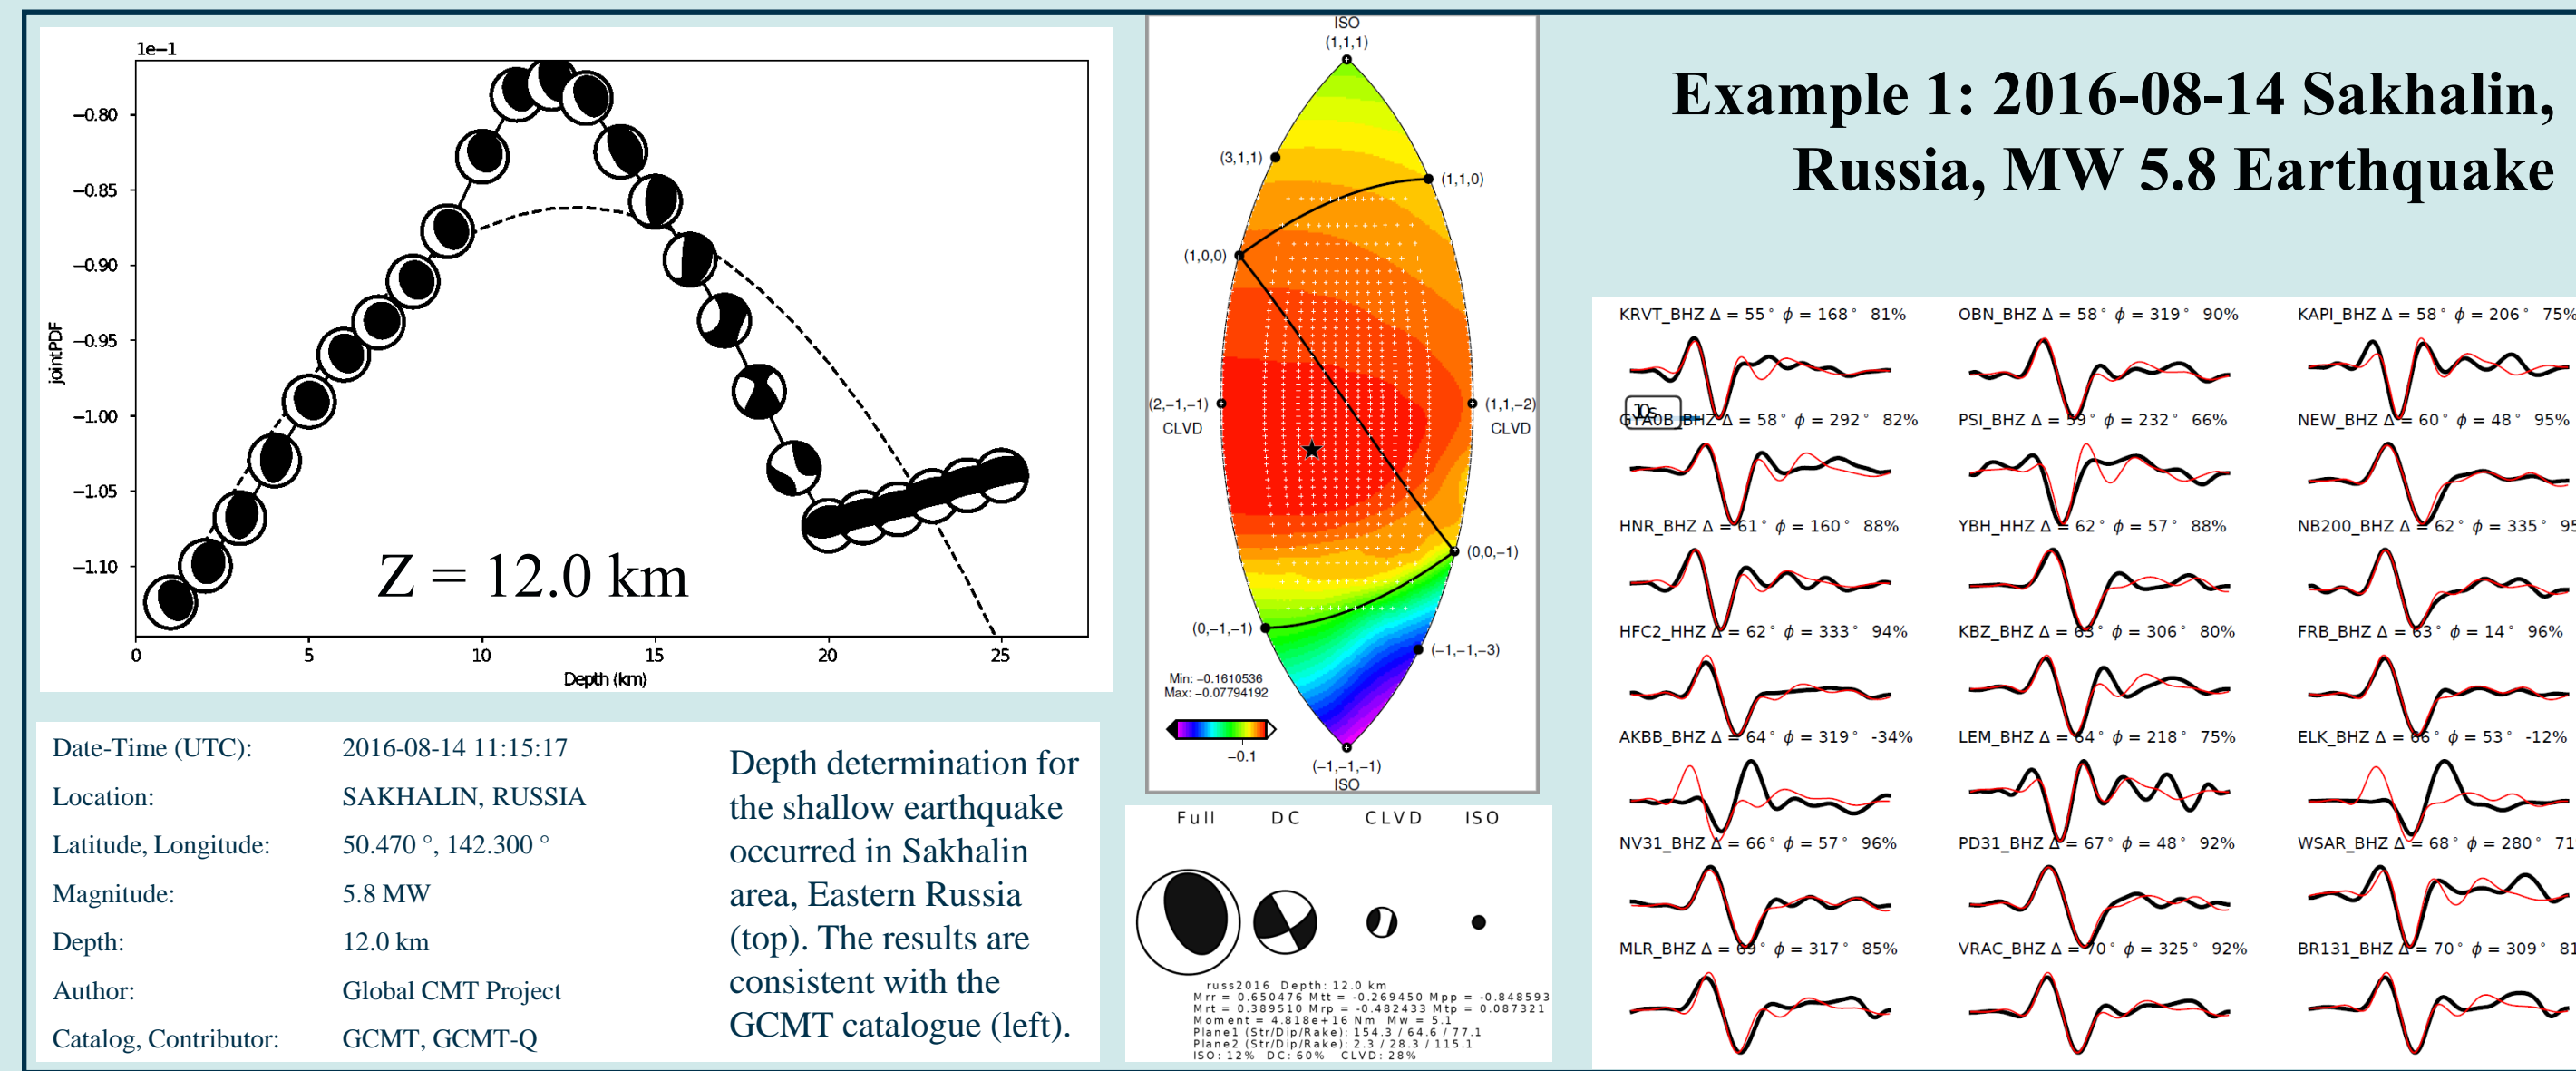 Example 1: 2016-08-14 Sakhalin,
Russia, MW 5.8 Earthquake
1e−1
−0.80
−0.85
−0.90
−0.95
−1.00
−1.05
−1.10
jointPDF
Z = 12.0 km
0 5 10 15 20 25
Depth (km)
Date-Time (UTC): 2016-08-14 11:15:17
Location: SAKHALIN, RUSSIA
Latitude, Longitude: 50.470 °, 142.300 °
Magnitude: 5.8 MW
Depth: 12.0 km
Author: Global CMT Project
Catalog, Contributor: GCMT, GCMT-Q
Depth determination for
the shallow earthquake
occurred in Sakhalin
area, Eastern Russia
(top). The results are
consistent with the
GCMT catalogue (left).
ISO
(1,1,1)
(3,1,1)
(1,1,0)
(1,0,0)
(2,−1,−1)
CLVD
(1,1,−2)
CLVD
(0,0,−1)
(0,−1,−1)
(−1,−1,−3)
Min: −0.1610536
Max: −0.07794192
−0.1
(−1,−1,−1)
ISO
Full DC CLVD ISO
russ2016 Depth: 12.0 km
Mrr = 0.650476 Mtt = -0.269450 Mpp = -0.848593
Mrt = 0.389510 Mrp = -0.482433 Mtp = 0.087321
Moment = 4.818e+16 Nm Mw = 5.1
Plane1 (Str/Dip/Rake): 154.3 / 64.6 / 77.1
Plane2 (Str/Dip/Rake): 2.3 / 28.3 / 115.1
ISO: 12% DC: 60% CLVD: 28%
KRVT_BHZ Δ = 55° ϕ = 168° 81% OBN_BHZ Δ = 58° ϕ = 319° 90% KAPI_BHZ Δ = 58° ϕ = 206° 75%
10s
GYA0B_BHZ Δ = 58° ϕ = 292° 82% PSI_BHZ Δ = 59° ϕ = 232° 66% NEW_BHZ Δ = 60° ϕ = 48° 95%
HNR_BHZ Δ = 61° ϕ = 160° 88% YBH_HHZ Δ = 62° ϕ = 57° 88% NB200_BHZ Δ = 62° ϕ = 335° 95
HFC2_HHZ Δ = 62° ϕ = 333° 94% KBZ_BHZ Δ = 63° ϕ = 306° 80% FRB_BHZ Δ = 63° ϕ = 14° 96%
AKBB_BHZ Δ = 64° ϕ = 319° -34% LEM_BHZ Δ = 64° ϕ = 218° 75% ELK_BHZ Δ = 66° ϕ = 53° -12%
NV31_BHZ Δ = 66° ϕ = 57° 96% PD31_BHZ Δ = 67° ϕ = 48° 92% WSAR_BHZ Δ = 68° ϕ = 280° 71
MLR_BHZ Δ = 69° ϕ = 317° 85% VRAC_BHZ Δ = 70° ϕ = 325° 92% BR131_BHZ Δ = 70° ϕ = 309° 81